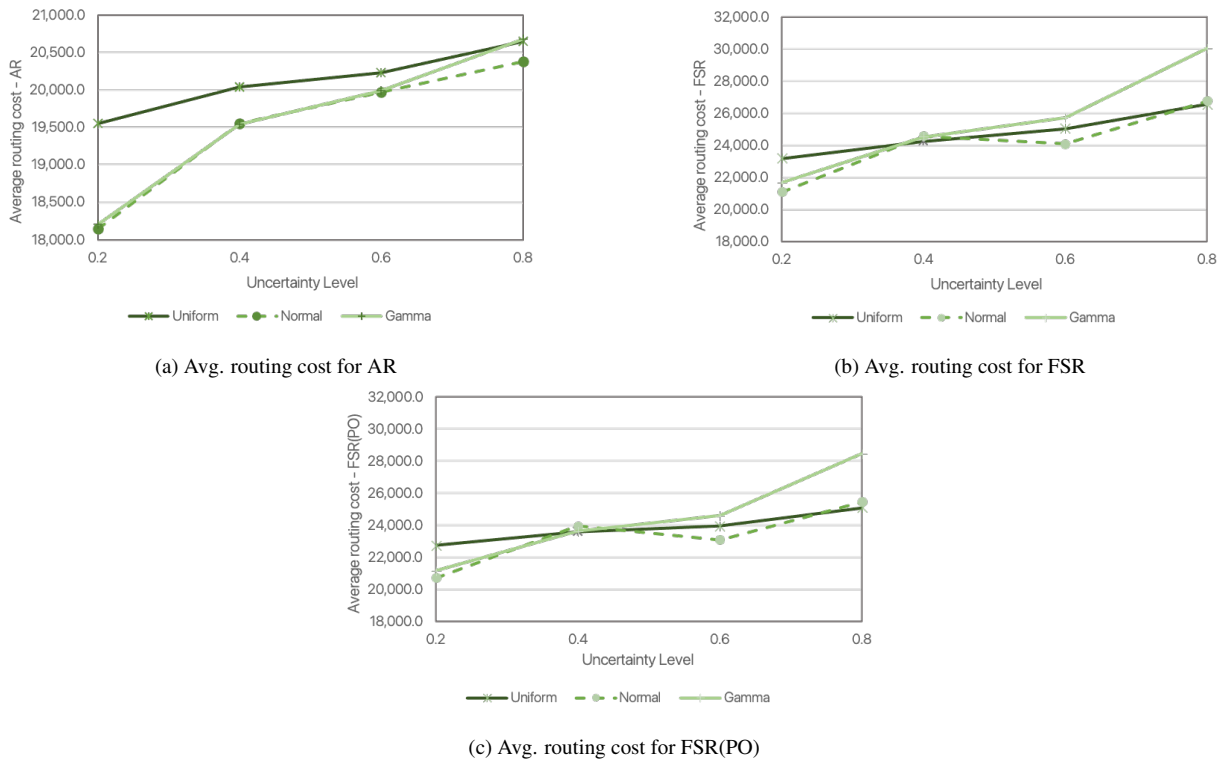 21,000.0
20,500.0
20,000.0
19,500.0
19,000.0
18,500.0
18,000.0
Average routing cost - AR
0.2 0.4 0.6 0.8
Uncertainty Level
Uniform Normal Gamma
(a) Avg. routing cost for AR
32,000.0
30,000.0
28,000.0
26,000.0
24,000.0
22,000.0
20,000.0
18,000.0
Average routing cost - FSR
0.2 0.4 0.6 0.8
Uncertainty Level
Uniform Normal Gamma
(b) Avg. routing cost for FSR
32,000.0
30,000.0
28,000.0
26,000.0
24,000.0
22,000.0
20,000.0
18,000.0
Average routing cost - FSR(PO)
0.2 0.4 0.6 0.8
Uncertainty Level
Uniform Normal Gamma
(c) Avg. routing cost for FSR(PO)